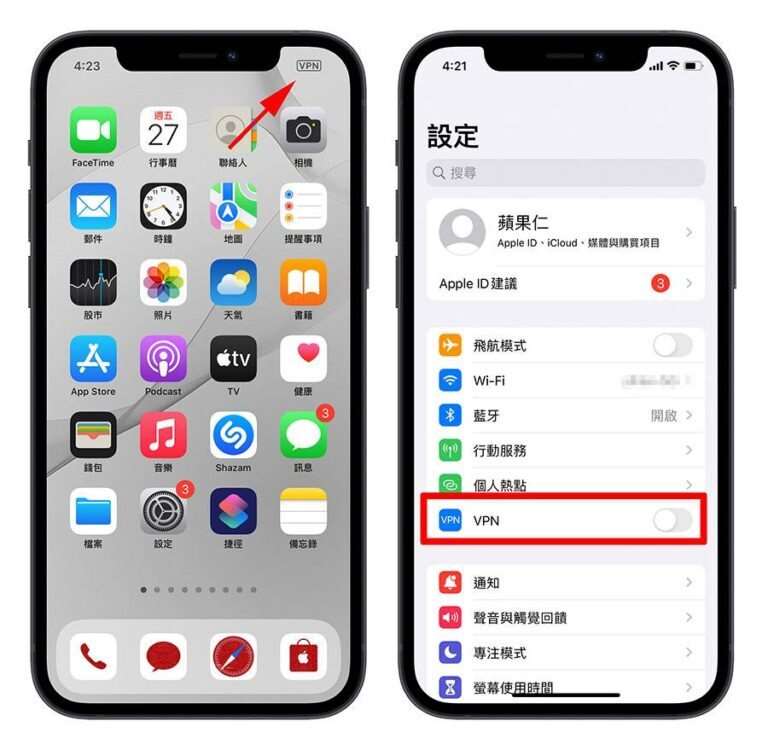 4:23
VPN
週五
27
FaceTime
行事曆
聯絡人
相機
郵件
時鐘
地圖
提醒事項
股市
照片
天氣
書籍
tv
App Store
Podcast
TV
健康
3
錢包
音樂
Shazam
訊息
3
檔案
設定
捷徑
備忘錄
4:21
設定
搜尋
蘋果仁
Apple ID、iCloud、媒體與購買項目
Apple ID 建議
3
飛航模式
Wi-Fi
藍牙
開啟
行動服務
個人熱點
VPN
VPN
通知
聲音與觸覺回饋
專注模式
螢幕使用時間